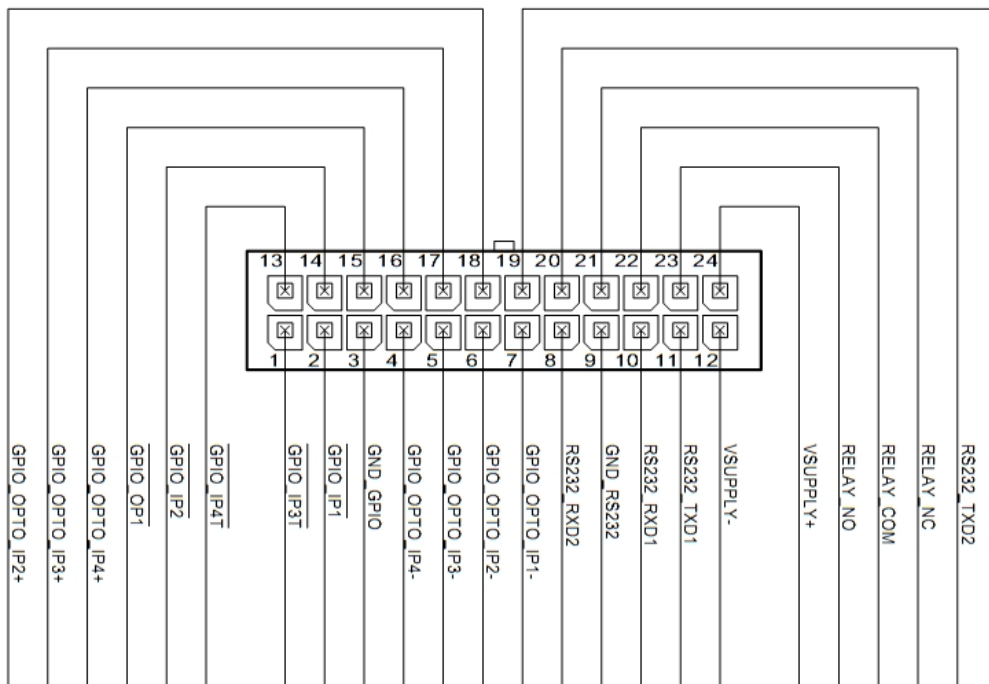 13 14 15 16 17 18 19 20 21 22 23 24
1 2 3 4 5 6 7 8 9 10 11 12
GPIO_OPTO_IP2+
GPIO_OPTO_IP3+
GPIO_OPTO_IP4+
GPIO_OP1
GPIO_IP2
GPIO_IP4T
GPIO_IP3T
GPIO_IP1
GND_GPIO
GPIO_OPTO_IP4-
GPIO_OPTO_IP3-
GPIO_OPTO_IP2-
GPIO_OPTO_IP1-
RS232_RXD2
GND_RS232
RS232_RXD1
RS232_TXD1
VSUPPLY-
VSUPPLY+
RELAY_NO
RELAY_COM
RELAY_NC
RS232_TXD2